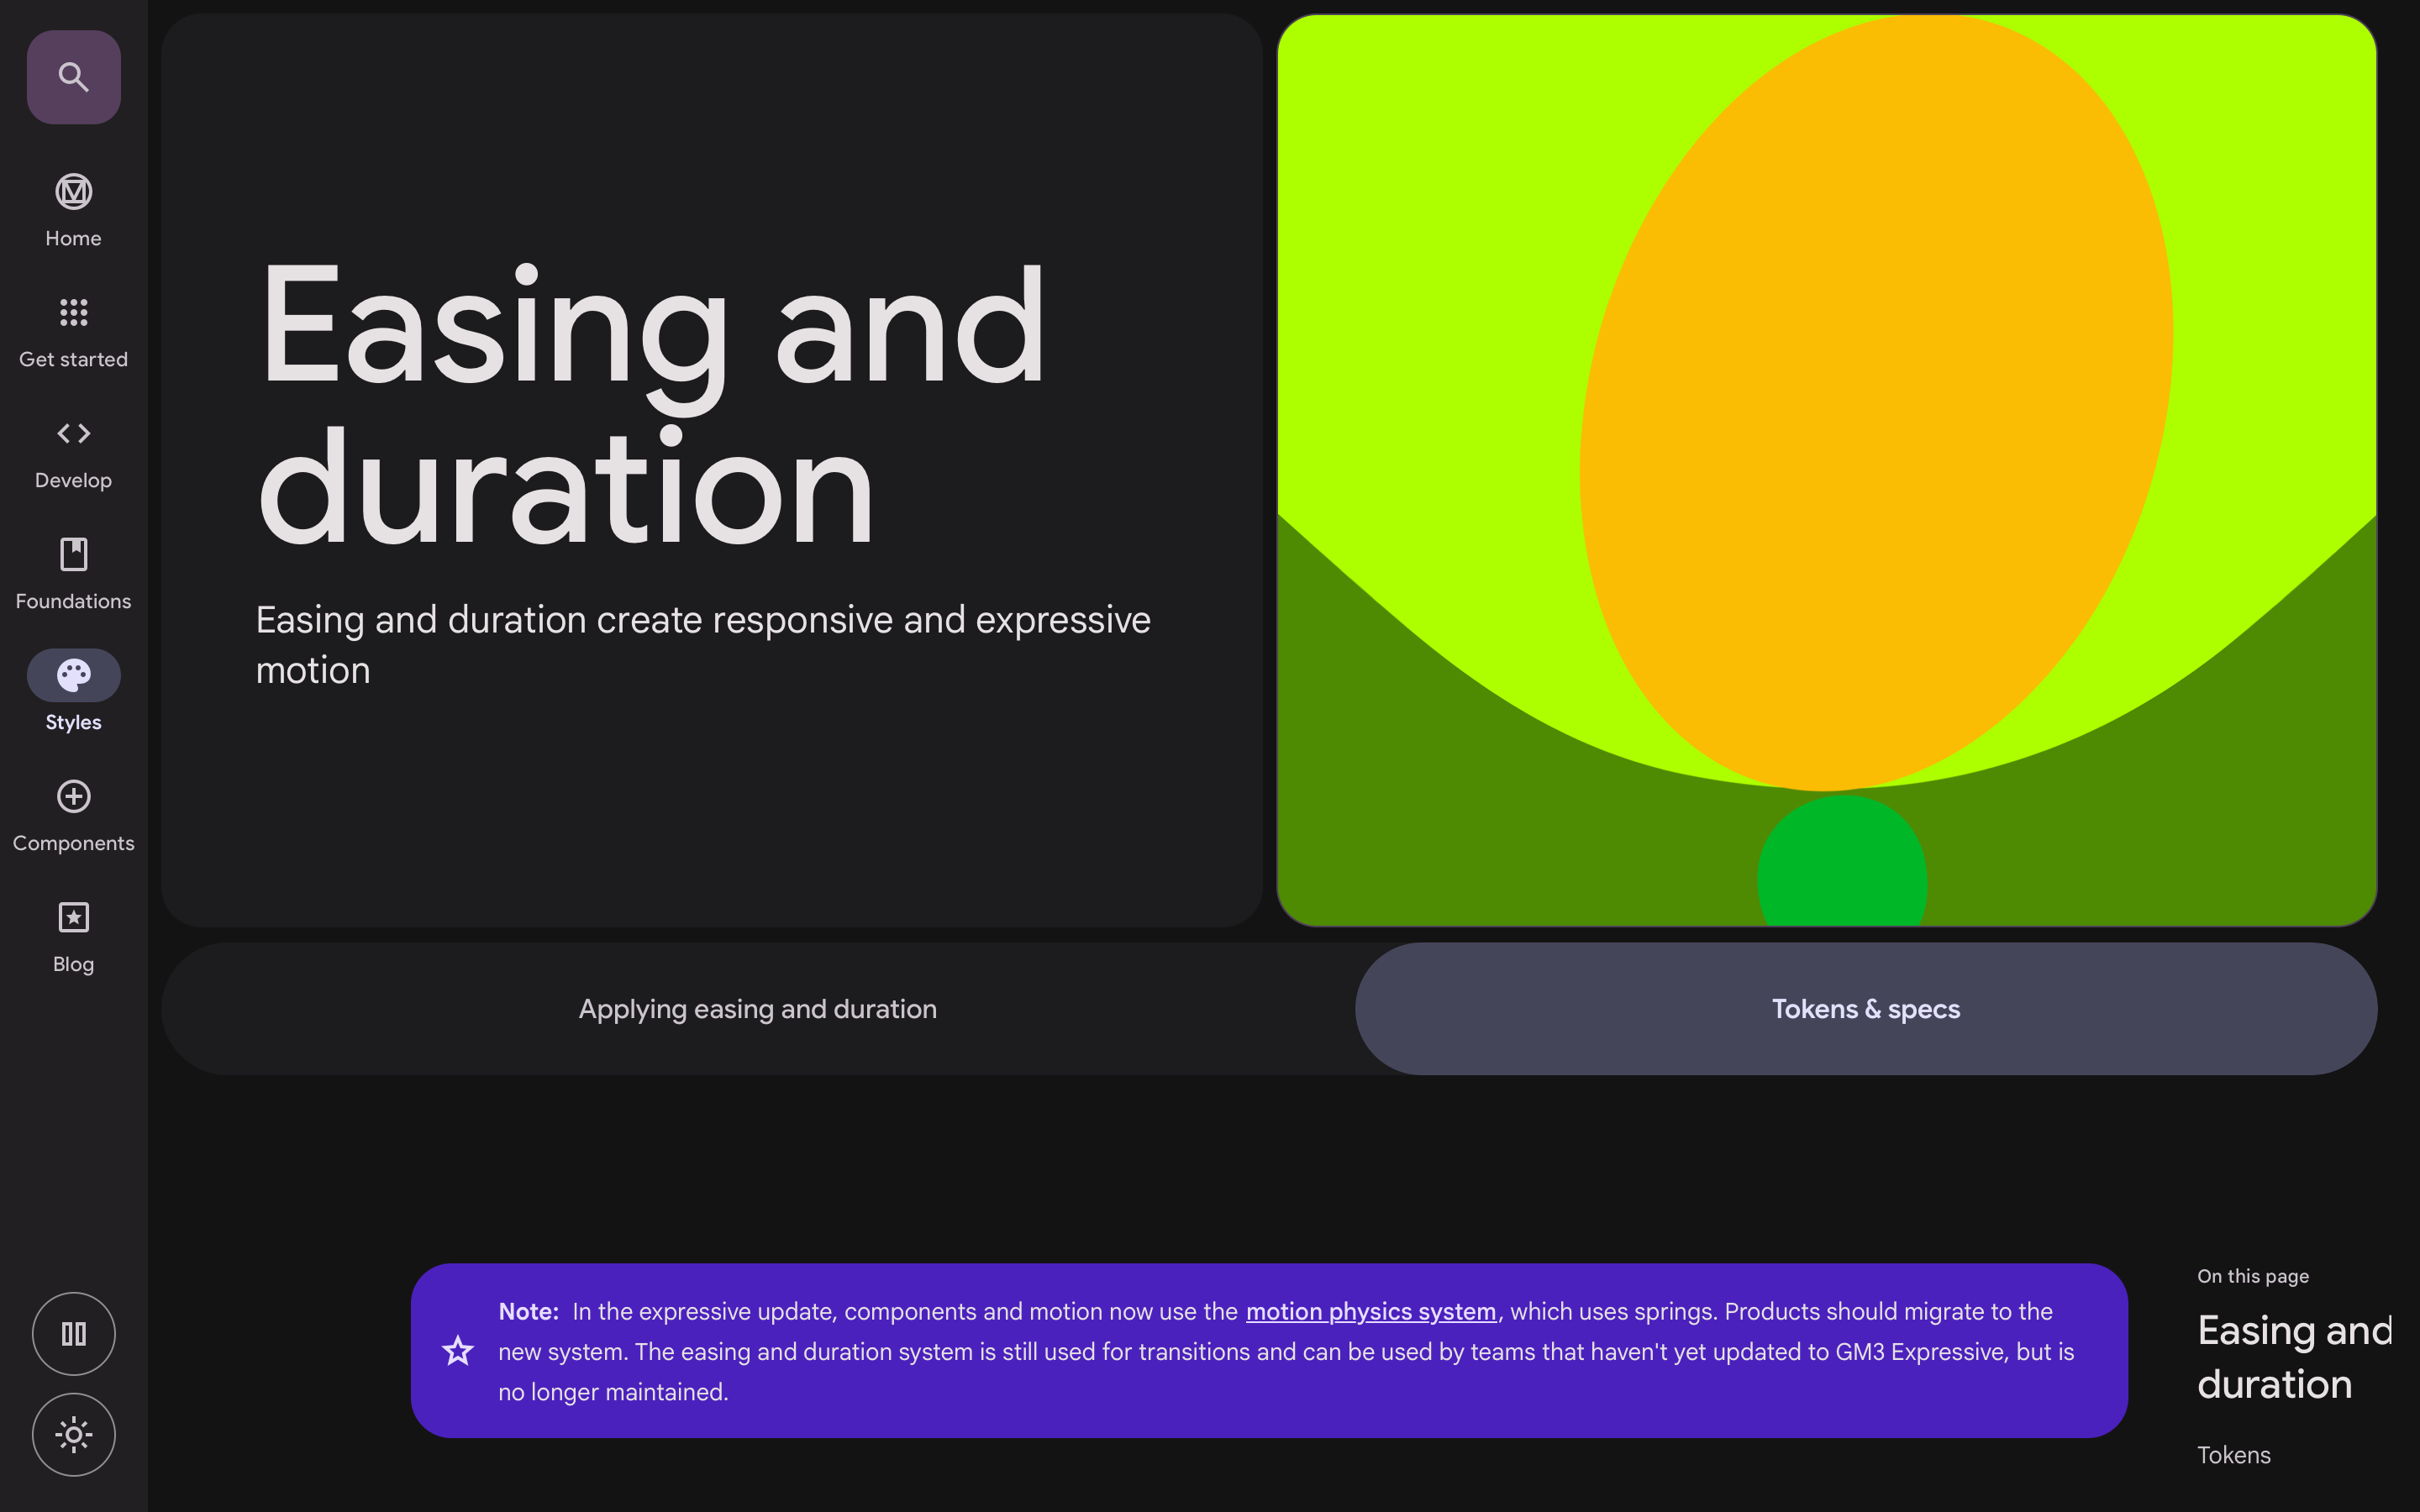 Home
Get started
Develop
Foundations
Styles
Components
Blog
Easing and
duration
Easing and duration create responsive and expressive
motion
Applying easing and duration
Tokens & specs
Note: In the expressive update, components and motion now use the motion physics system, which uses springs. Products should migrate to the
new system. The easing and duration system is still used for transitions and can be used by teams that haven't yet updated to GM3 Expressive, but is
no longer maintained.
On this page
Easing and
duration
Tokens